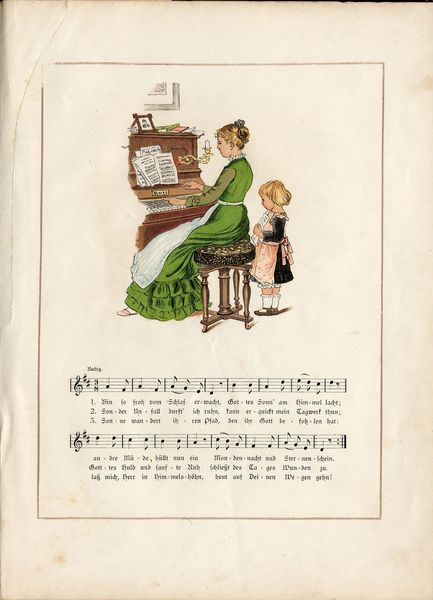 Ruhig.
1. Bin so froh vom Schlaf er-wacht, Got-tes Sonn' am Him-mel lacht;
2. Son-der Un-fall durft' ich ruhn, kann er-quickt mein Tagwerk thun;
3. Son-ne wan-dert ih-ren Pfad, den ihr Gott be-foh-len hat:
an-dre Mü-de, hüllt nun ein Mon-den-nacht und Ster-nen-schein.
Got-tes Huld und sanf-te Ruh schließt des Ta-ges Wun-den zu.
laß mich, Herr in Him-mels-höhn, heut auf Dei-nen We-gen gehn!